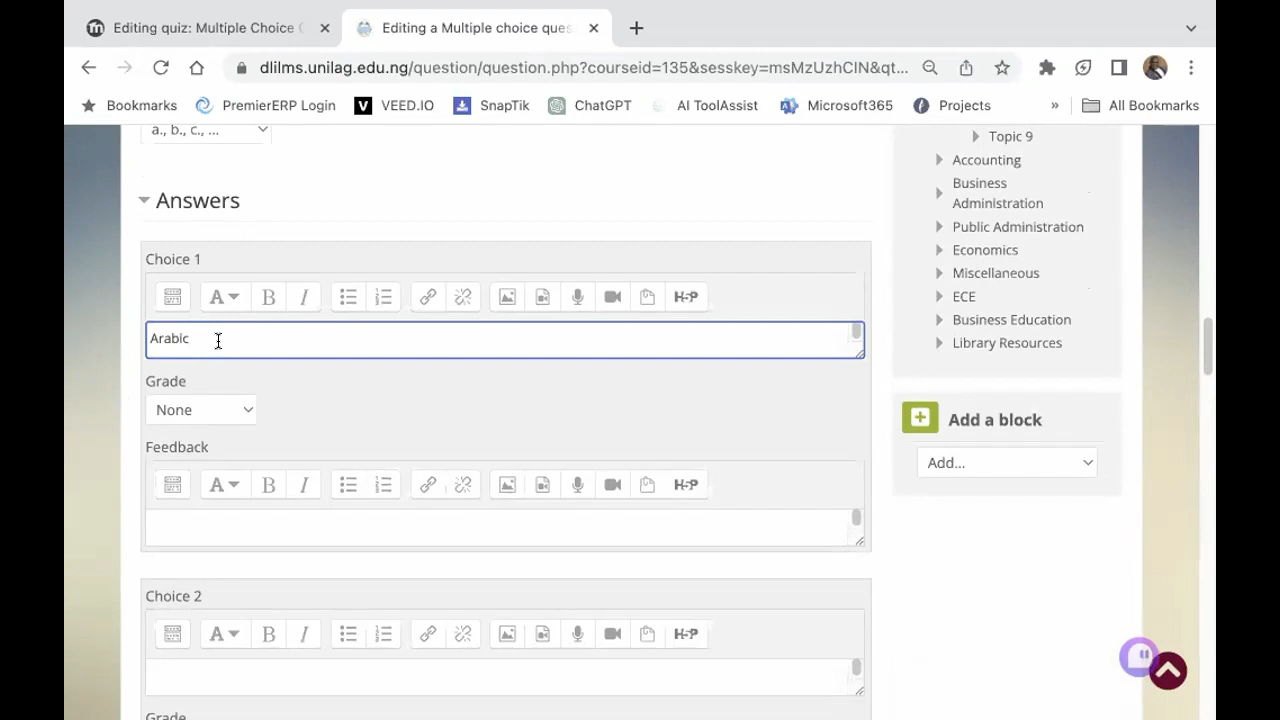 Editing quiz: Multiple Choice
Editing a Multiple choice ques
dlilms.unilag.edu.ng/question/question.php?courseid=135&sesskey=msMzUzhCIN&qt...
Bookmarks PremierERP Login VEED.IO SnapTik ChatGPT AI ToolAssist Microsoft365 Projects » All Bookmarks
a., b., c., ...
Answers
Choice 1
A B I H-P
Arabic
Grade
None
Feedback
A B I H-P
Choice 2
A B I H-P
Grade
Topic 9
Accounting
Business
Administration
Public Administration
Economics
Miscellaneous
ECE
Business Education
Library Resources
Add a block
Add...